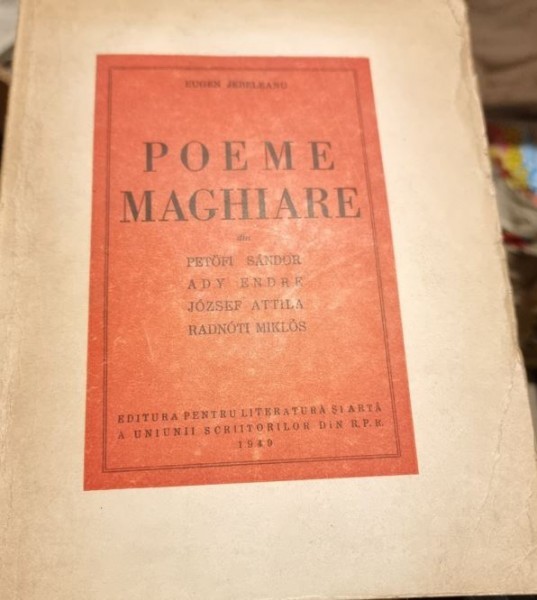 EUGEN JEBELEANU
POEME
MAGHIARE
din
PETŐFI SÁNDOR
ADY ENDRE
JÓZSEF ATTILA
RADNÓTI MIKLÓS
EDITURA PENTRU LITERATURĂ ȘI ARTĂ
A UNIUNII SCRIITORILOR DIN R.P.R.
1949